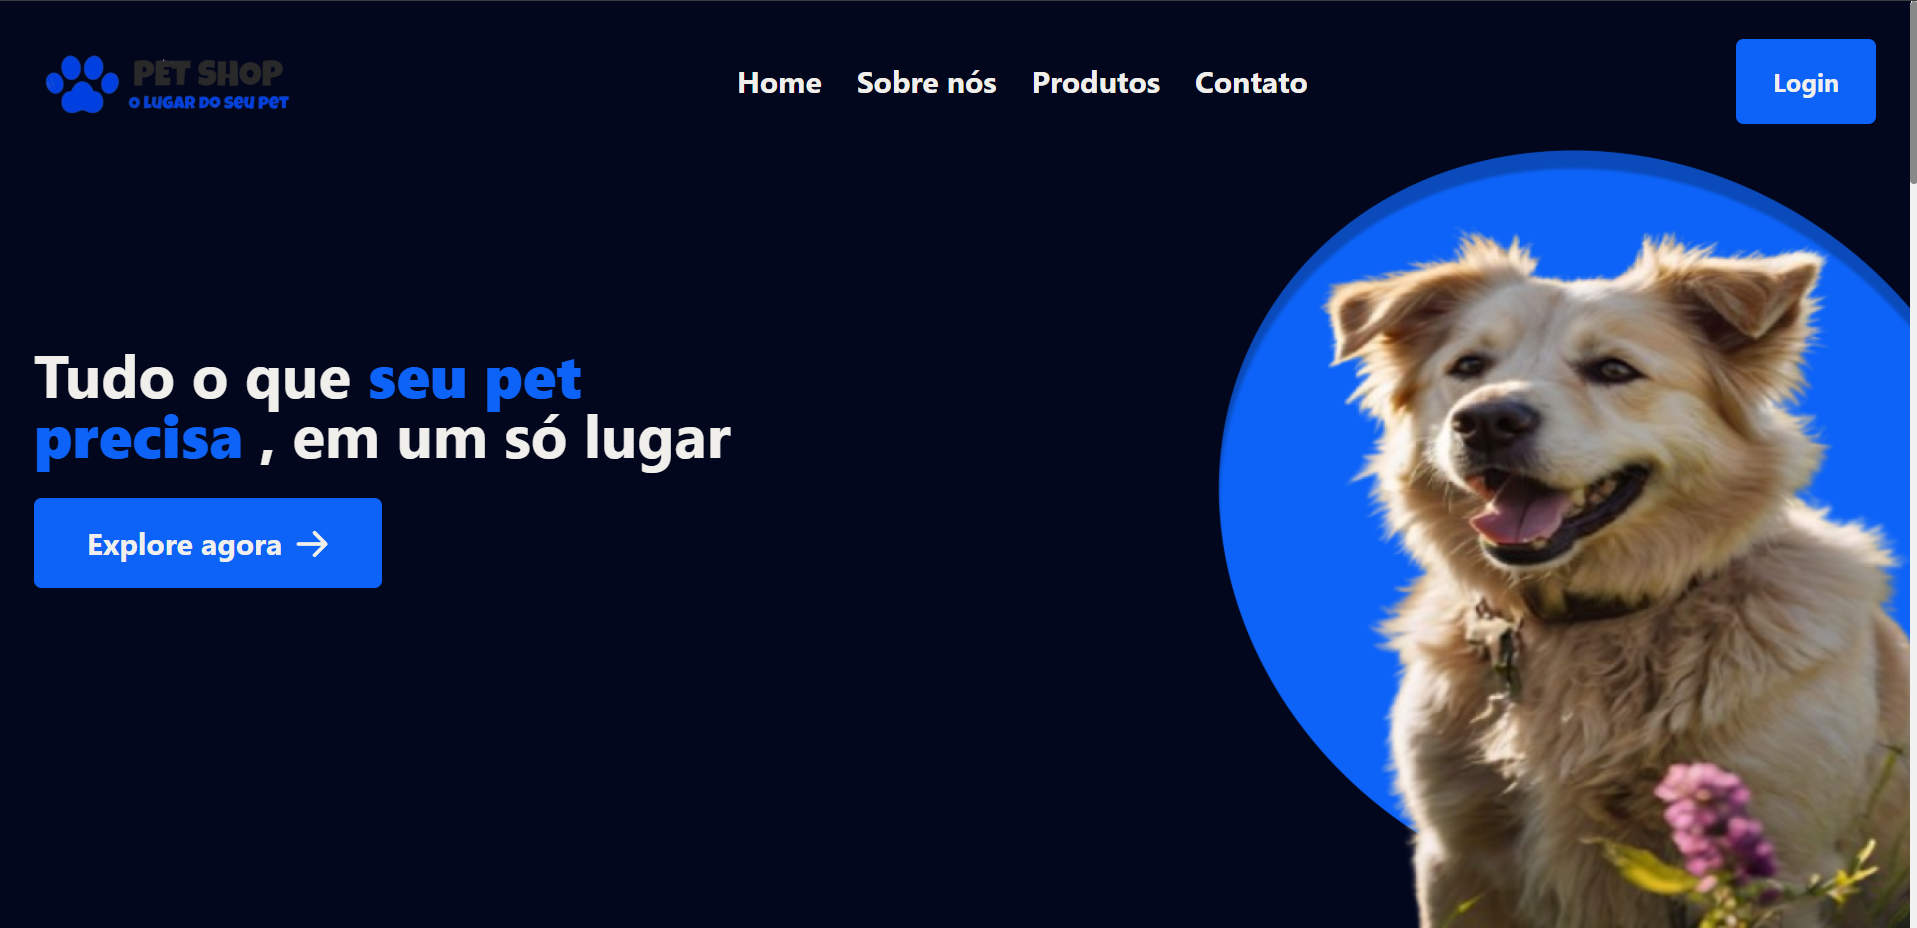 PET SHOP
O LUGAR DO SEU PET
Home Sobre nós Produtos Contato
Login
Tudo o que seu pet
precisa , em um só lugar
Explore agora